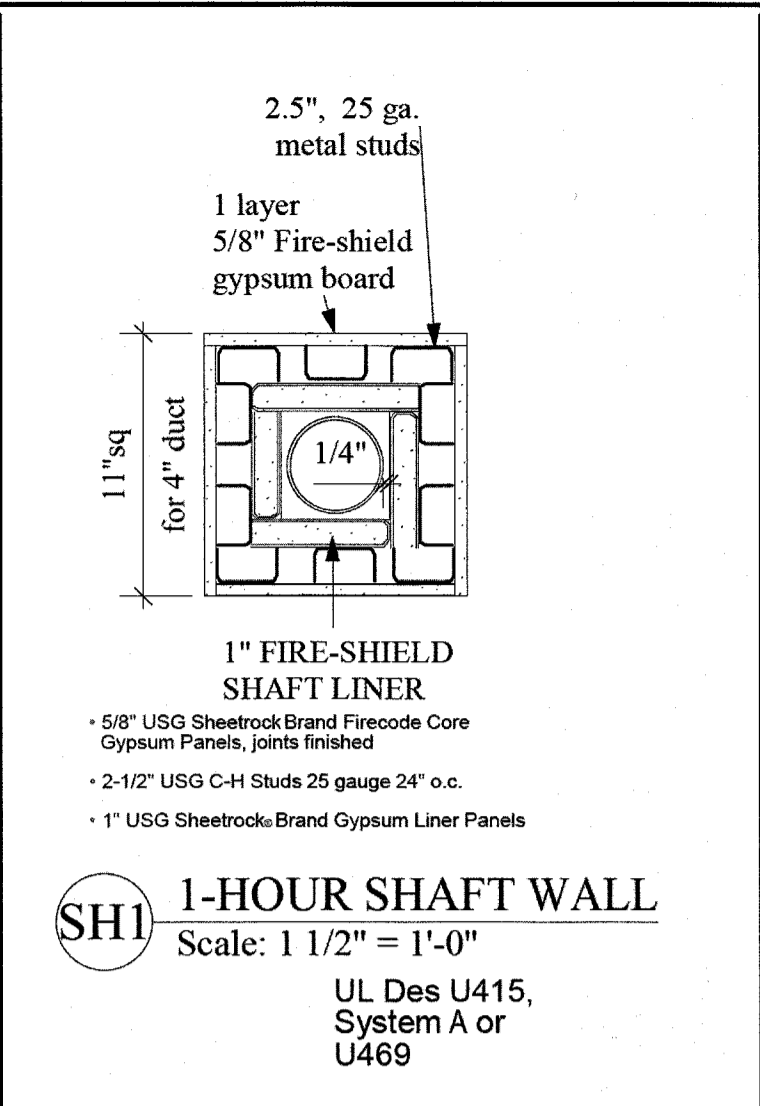 2.5", 25 ga.
metal studs
1 layer
5/8" Fire-shield
gypsum board
11"sq
for 4" duct
1/4"
1" FIRE-SHIELD
SHAFT LINER
• 5/8" USG Sheetrock Brand Firecode Core
Gypsum Panels, joints finished
• 2-1/2" USG C-H Studs 25 gauge 24" o.c.
• 1" USG Sheetrock® Brand Gypsum Liner Panels
SH1
1-HOUR SHAFT WALL
Scale: 1 1/2" = 1'-0"
UL Des U415,
System A or
U469